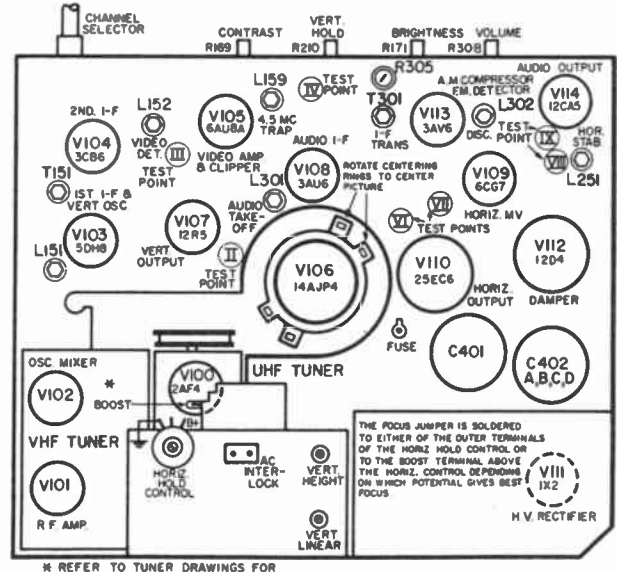 CHANNEL
SELECTOR
CONTRAST
R169
VERT.
HOLD
R210
BRIGHTNESS
R171
VOLUME
R308
R305
AUDIO OUTPUT
V114
12CA5
L159
4.5 MC
TRAP
IV
TEST
POINT
T301
I-F
TRANS
A.M. COMPRESSOR
F.M. DETECTOR
V113
3AV6
L302
DISC.
TEST
POINT
IX
VIII
HOR.
STAB.
L251
2ND. I-F
V104
3CB6
L152
VIDEO
DET.
III
TEST
POINT
V105
6AU8A
VIDEO AMP
& CLIPPER
AUDIO I-F
V108
3AU6
ROTATE CENTERING
RINGS TO CENTER
PICTURE
V109
6CG7
HORIZ. MV
T151
1ST. I-F &
VERT OSC
V103
5DH8
L151
V107
12R5
VERT
OUTPUT
L301
AUDIO
TAKE-
OFF
II
TEST
POINT
VI
VII
TEST POINTS
V106
14AJP4
V110
25EC6
HORIZ.
OUTPUT
V112
12D4
DAMPER
FUSE
C401
C402
A,B,C,D
OSC. MIXER
V102
*
BOOST
VHF TUNER
V101
R.F. AMP.
V100
2AF4
UHF TUNER
B+
HORIZ.
HOLD
CONTROL
AC
INTER-
LOCK
VERT.
HEIGHT
VERT
LINEAR
THE FOCUS JUMPER IS SOLDERED
TO EITHER OF THE OUTER TERMINALS
OF THE HORIZ HOLD CONTROL OR
TO THE BOOST TERMINAL ABOVE
THE HORIZ. CONTROL DEPENDING
ON WHICH POTENTIAL GIVES BEST
FOCUS
V111
1X2
H.V. RECTIFIER
* REFER TO TUNER DRAWINGS FOR